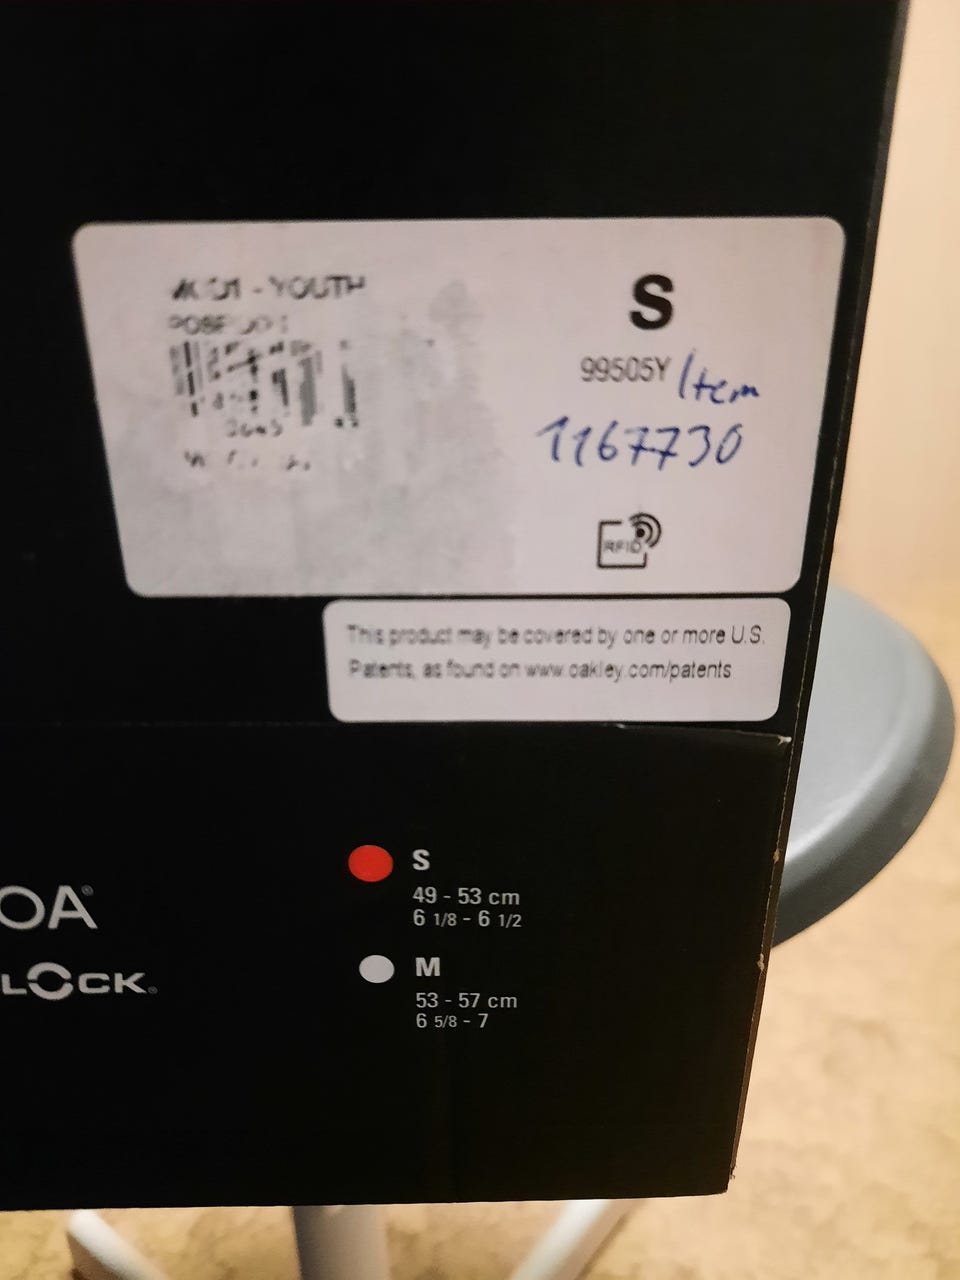 - YOUTH
S
99505Y Item
1167730
RFID
This product may be covered by one or more U.S.
Patents, as found on www.oakley.com/patents
S
49 - 53 cm
6 1/8 - 6 1/2
OA®
LOCK.
M
53 - 57 cm
6 5/8 - 7